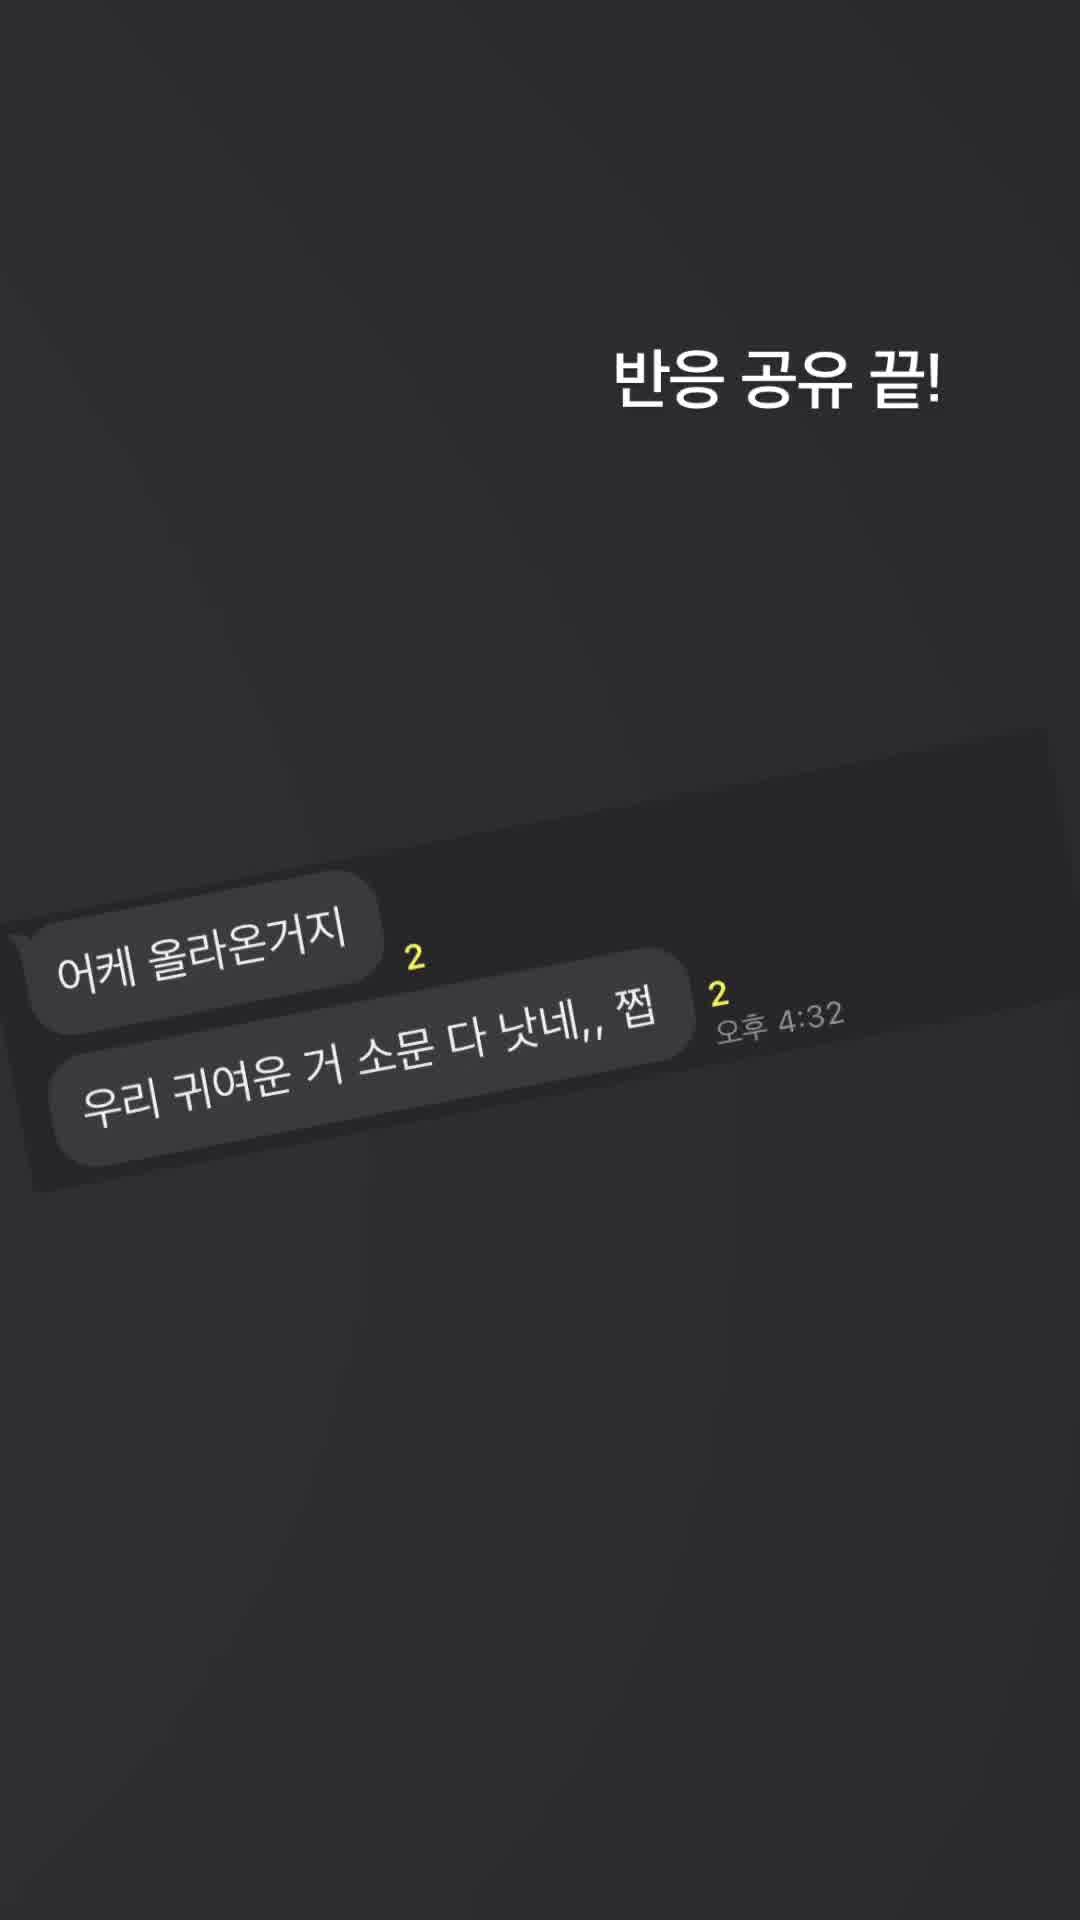 반응 공유 끝!
어케 올라온거지
2
우리 귀여운 거 소문 다 낫네,, 쩝
2
오후 4:32